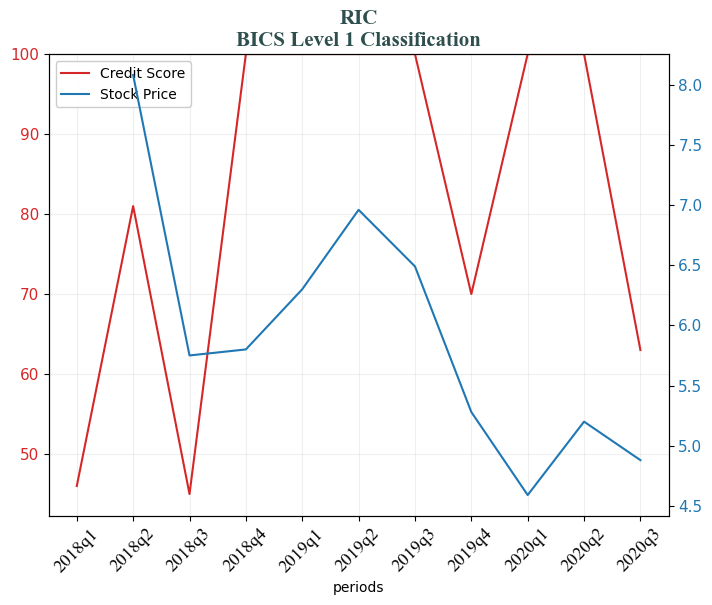 RIC
BICS Level 1 Classification
Credit Score
Stock Price
100
90
80
70
60
50
8.0
7.5
7.0
6.5
6.0
5.5
5.0
4.5
2018q1
2018q2
2018q3
2018q4
2019q1
2019q2
2019q3
2019q4
2020q1
2020q2
2020q3
periods